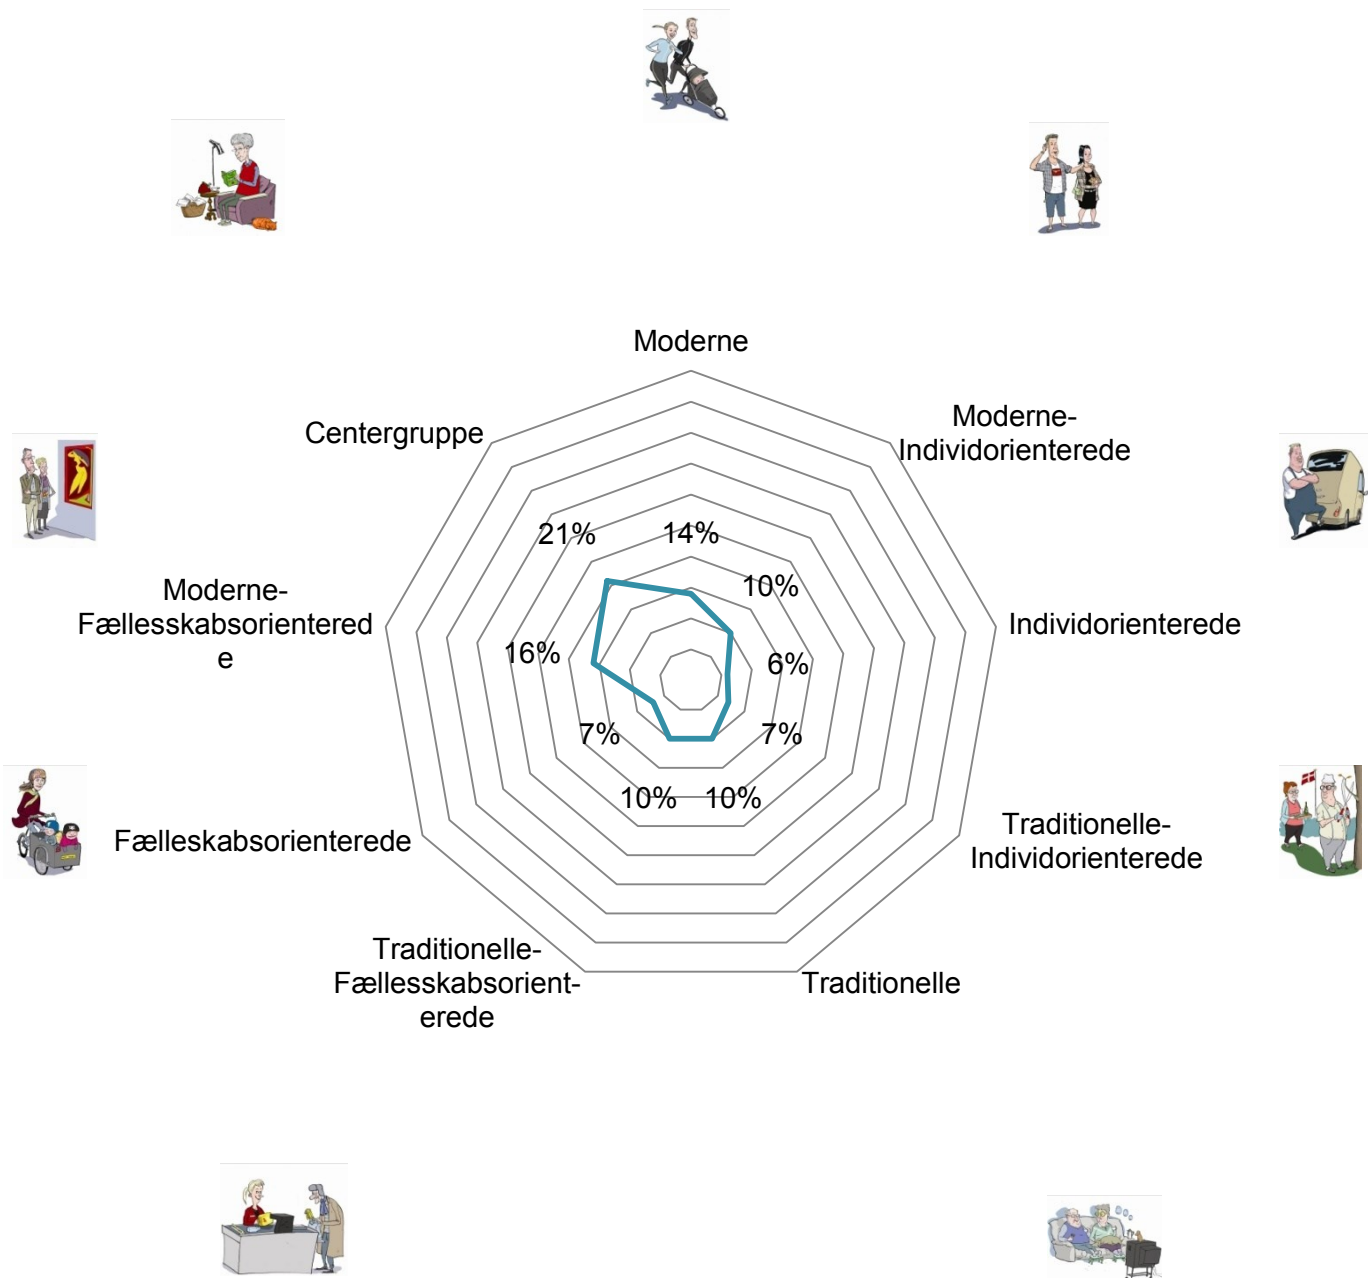 Moderne
Moderne-
Individorienterede
Centergruppe
21%
14%
10%
Moderne-
Fællesskabsorientered
e
Individorienterede
16%
6%
7%
7%
10%
10%
Fælleskabsorienterede
Traditionelle-
Individorienterede
Traditionelle-
Fællesskabsorient-
erede
Traditionelle